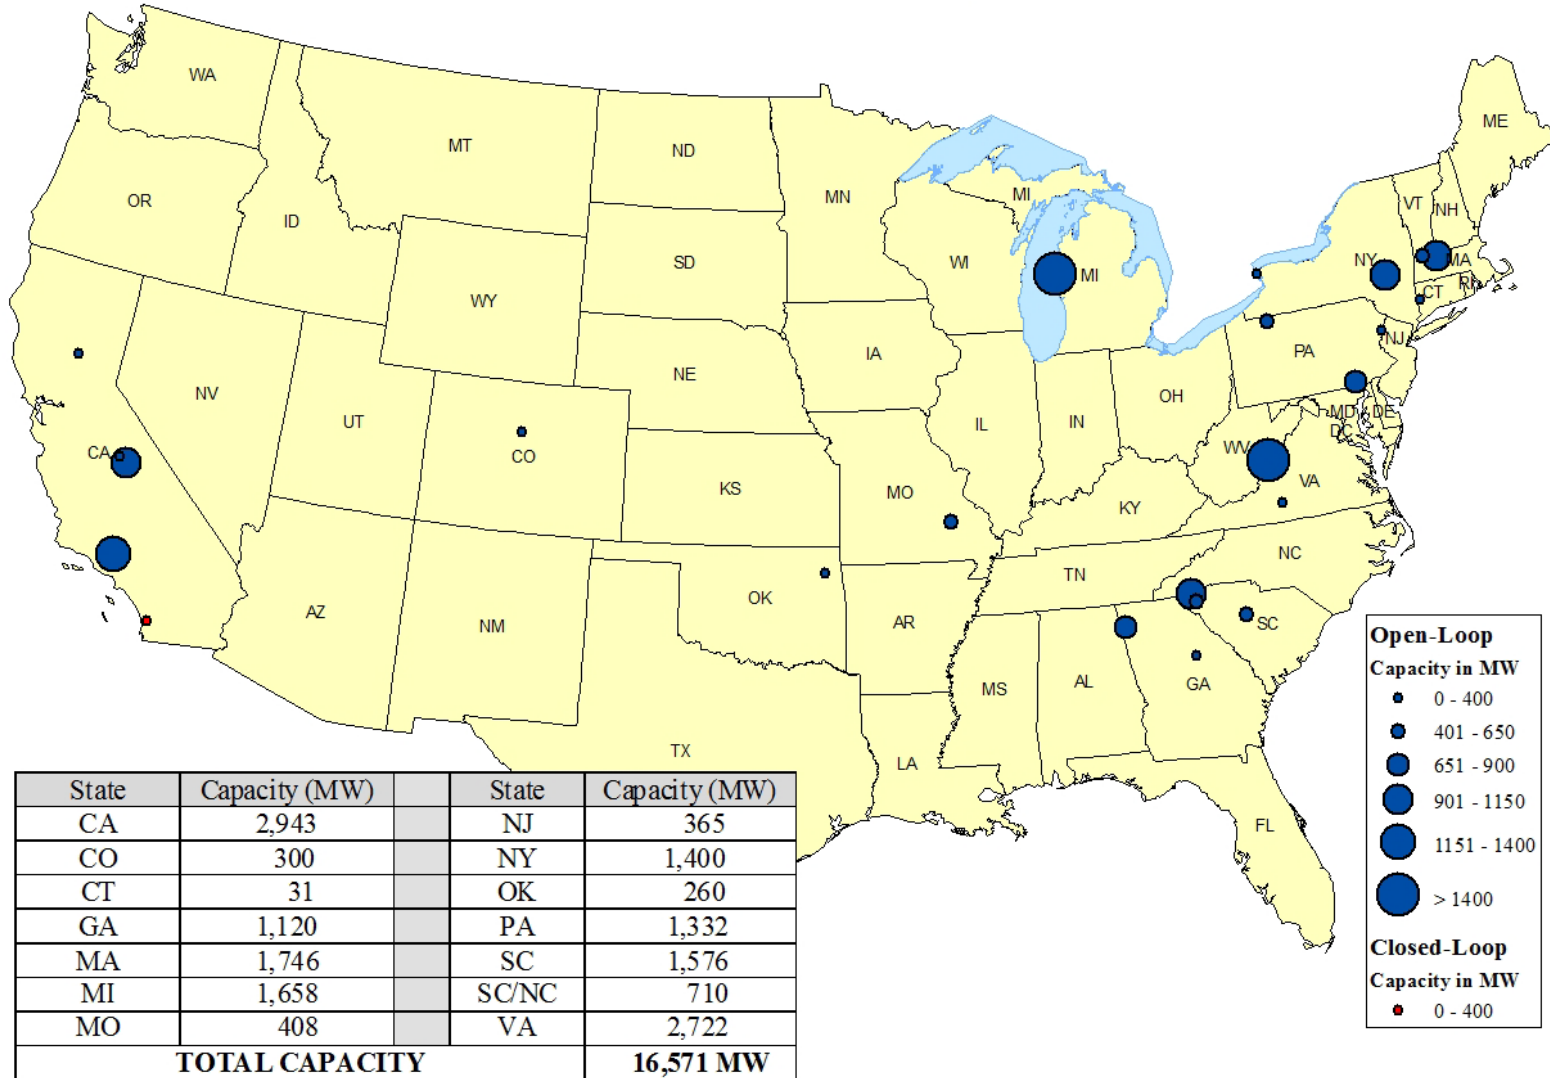 WA
MT
ND
ME
OR
ID
MN
MI
VT
NH
SD
WI
MI
NY
MA
WY
CT
RI
IA
PA
NJ
NE
NV
OH
UT
IL
IN
MD
DE
DC
CA
CO
WV
KS
MO
VA
KY
NC
TN
OK
AZ
NM
AR
SC
MS
AL
GA
TX
LA
FL
State Capacity (MW) State Capacity (MW)
CA 2,943 NJ 365
CO 300 NY 1,400
CT 31 OK 260
GA 1,120 PA 1,332
MA 1,746 SC 1,576
MI 1,658 SC/NC 710
MO 408 VA 2,722
TOTAL CAPACITY 16,571 MW
Open-Loop
Capacity in MW
0 - 400
401 - 650
651 - 900
901 - 1150
1151 - 1400
> 1400
Closed-Loop
Capacity in MW
0 - 400